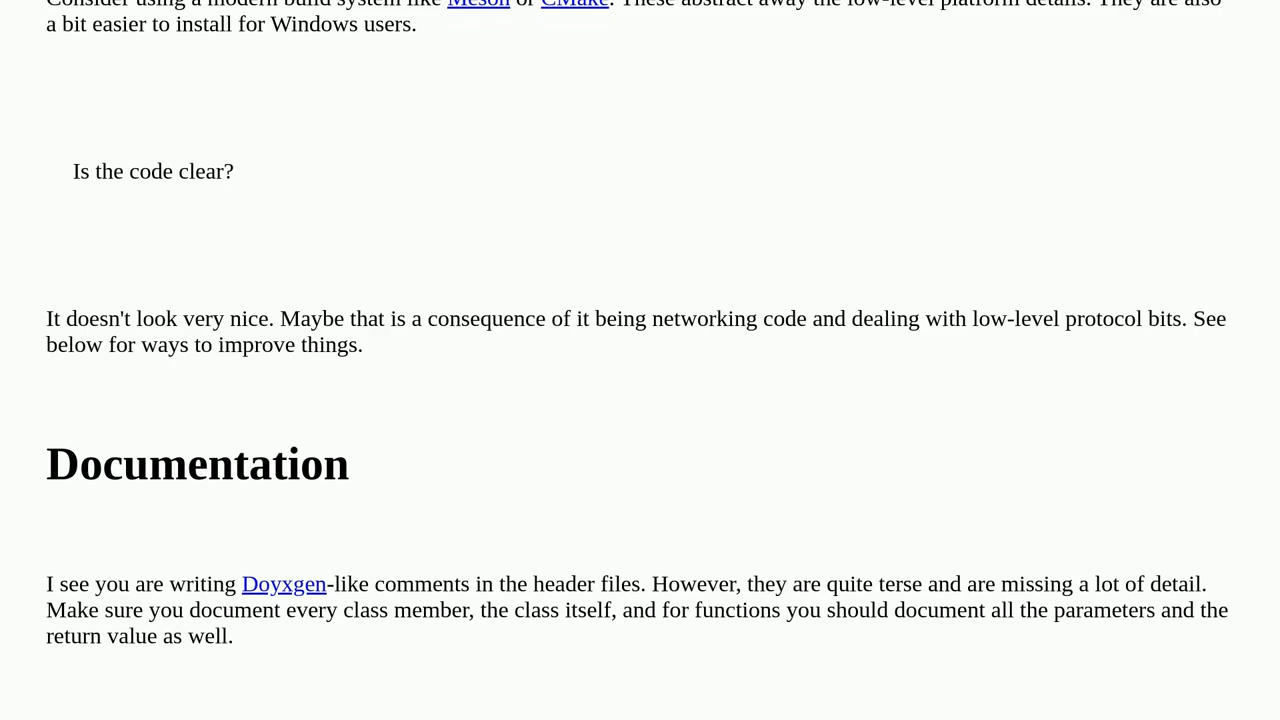 Consider using a modern build system like Meson or CMake. These abstract away the low-level platform details. They are also
a bit easier to install for Windows users.
Is the code clear?
It doesn't look very nice. Maybe that is a consequence of it being networking code and dealing with low-level protocol bits. See
below for ways to improve things.
Documentation
I see you are writing Doyxgen-like comments in the header files. However, they are quite terse and are missing a lot of detail.
Make sure you document every class member, the class itself, and for functions you should document all the parameters and the
return value as well.